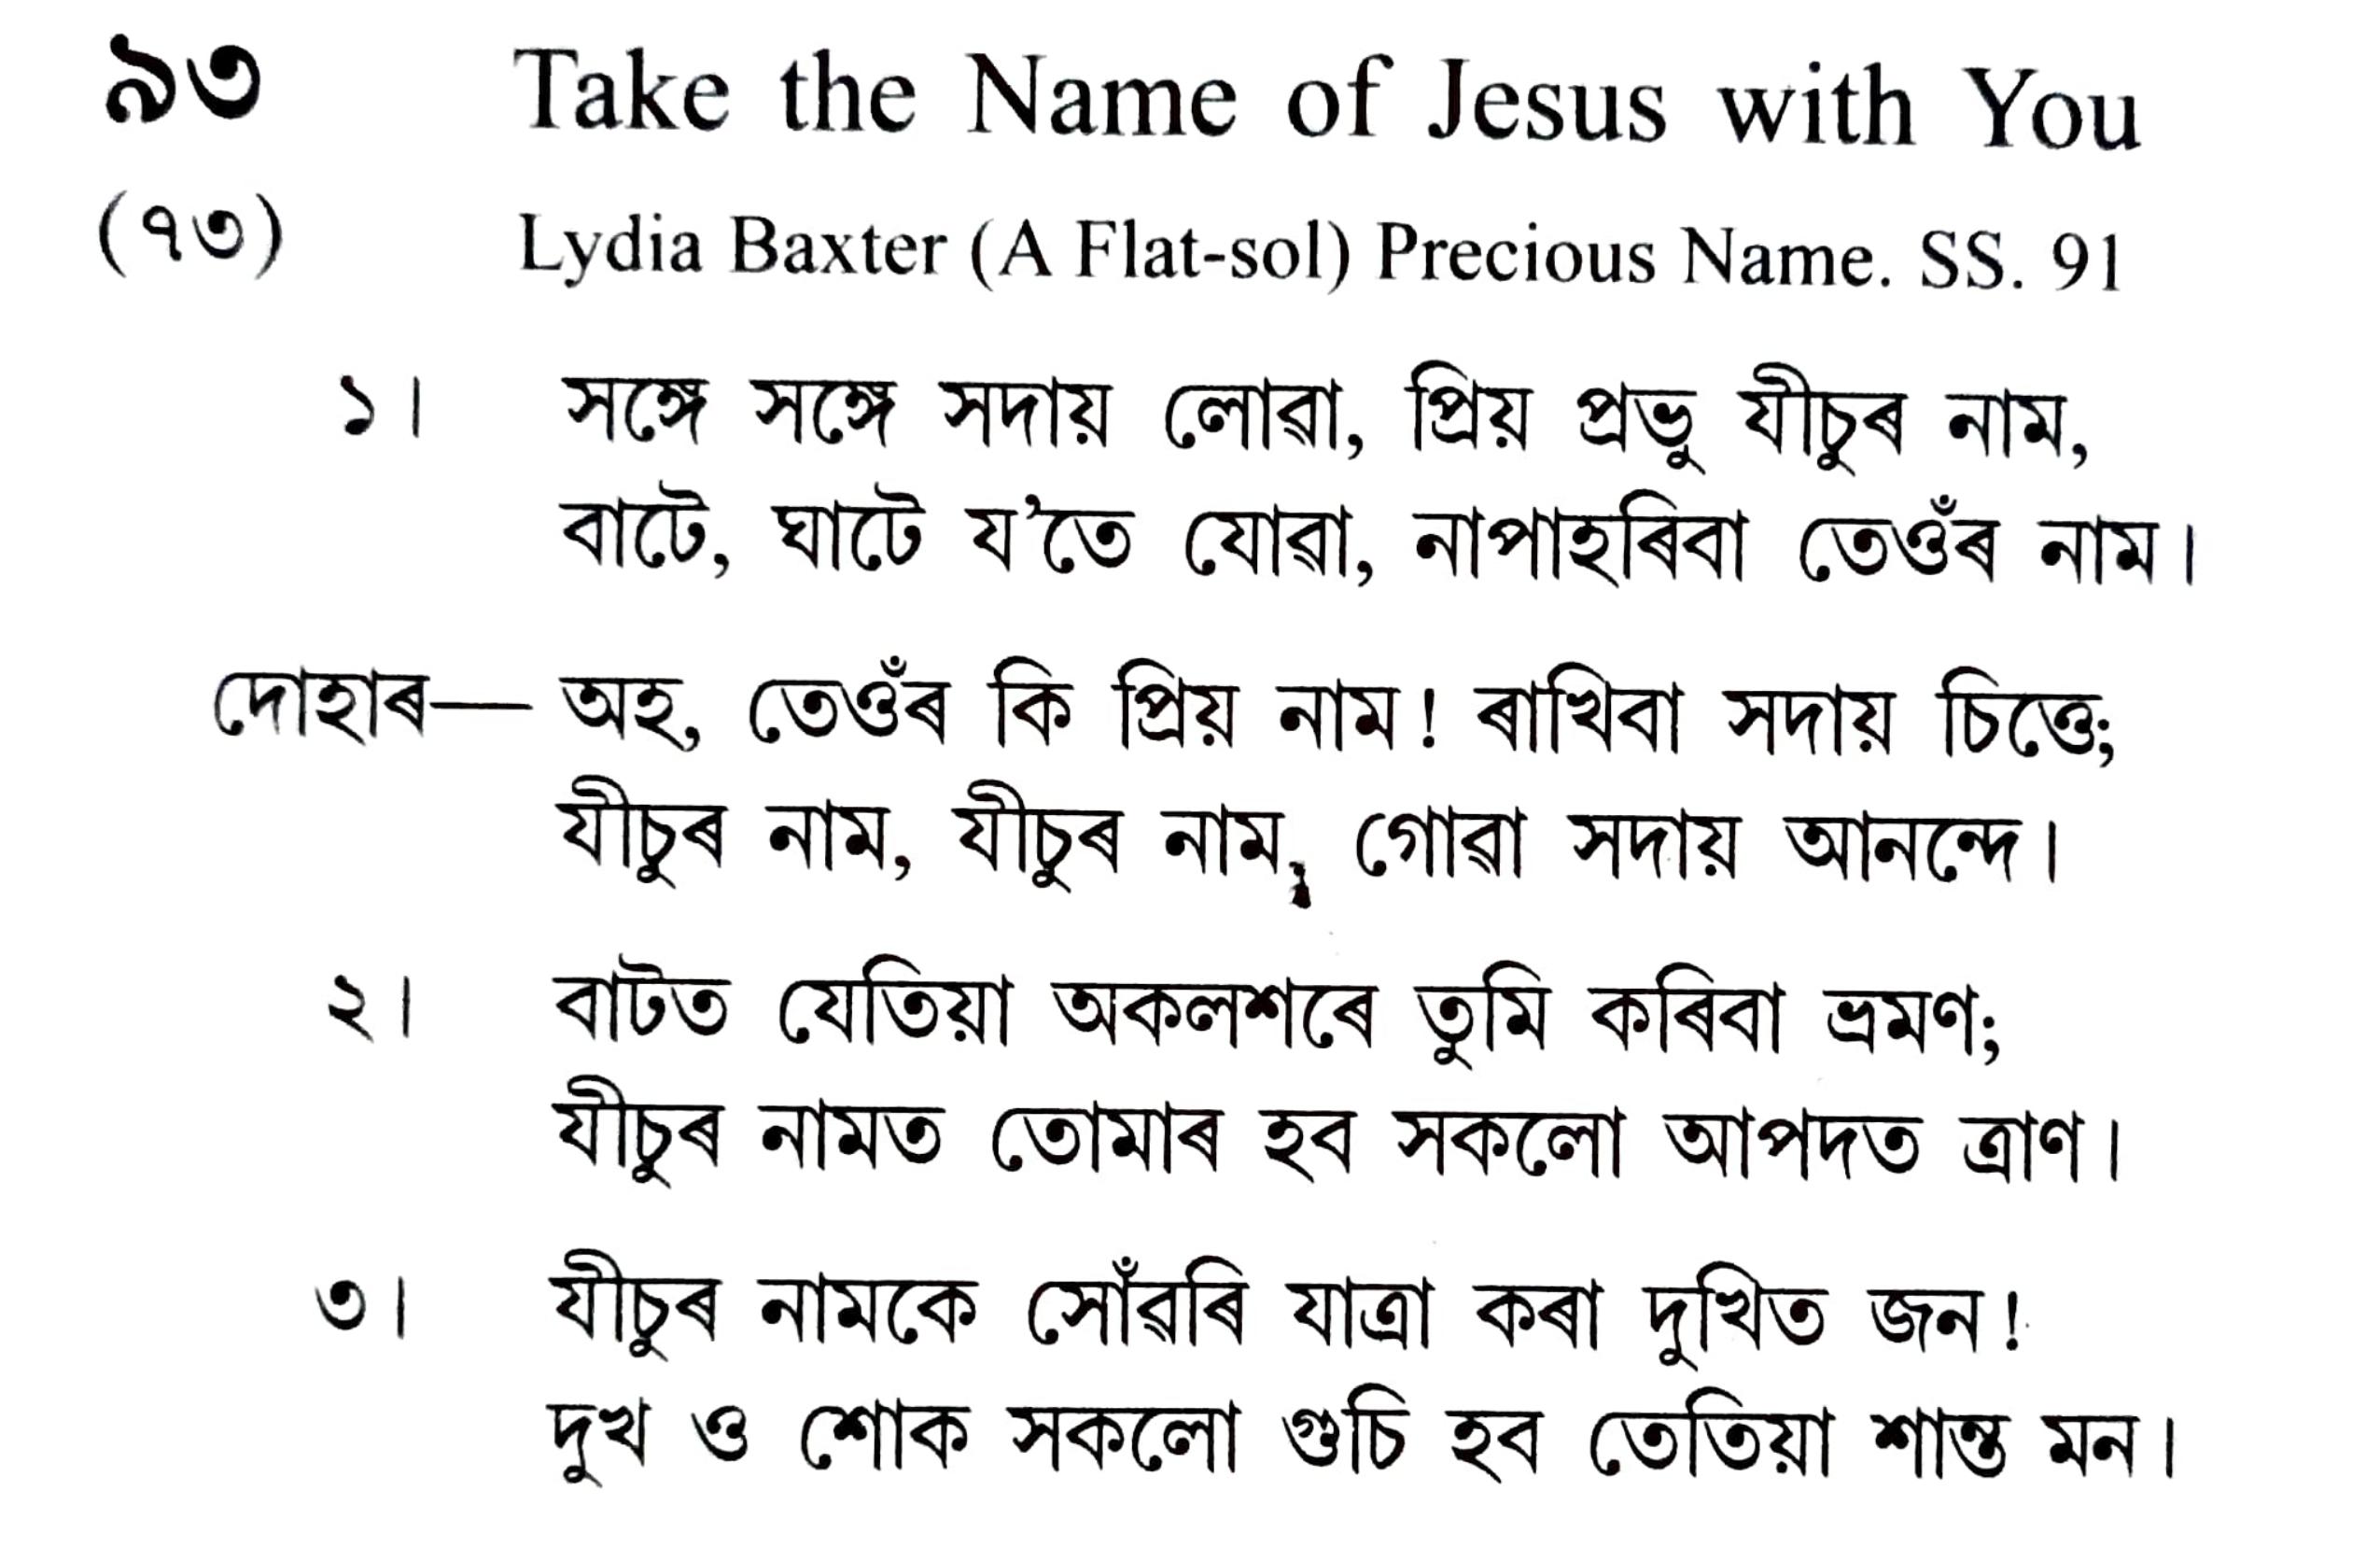 ৯৩ Take the Name of Jesus with You
(৭৩) Lydia Baxter (A Flat-sol) Precious Name. SS. 91
১। সঙ্গে সঙ্গে সদায় লোৱা, প্ৰিয় প্ৰভু যীচুৰ নাম,
বাটে, ঘাটে য'তে যোৱা, নাপাহৰিবা তেওঁৰ নাম।
দোহাৰ— অহ, তেওঁৰ কি প্ৰিয় নাম! ৰাখিবা সদায় চিত্তে;
যীচুৰ নাম, যীচুৰ নাম, গোৱা সদায় আনন্দে।
২। বাটত যেতিয়া অকলশৰে তুমি কৰিবা ভ্ৰমণ;
যীচুৰ নামত তোমাৰ হব সকলো আপদত ত্ৰাণ।
৩। যীচুৰ নামকে সোঁৱৰি যাত্ৰা কৰা দুখিত জন!
দুখ ও শোক সকলো গুচি হব তেতিয়া শান্ত মন।